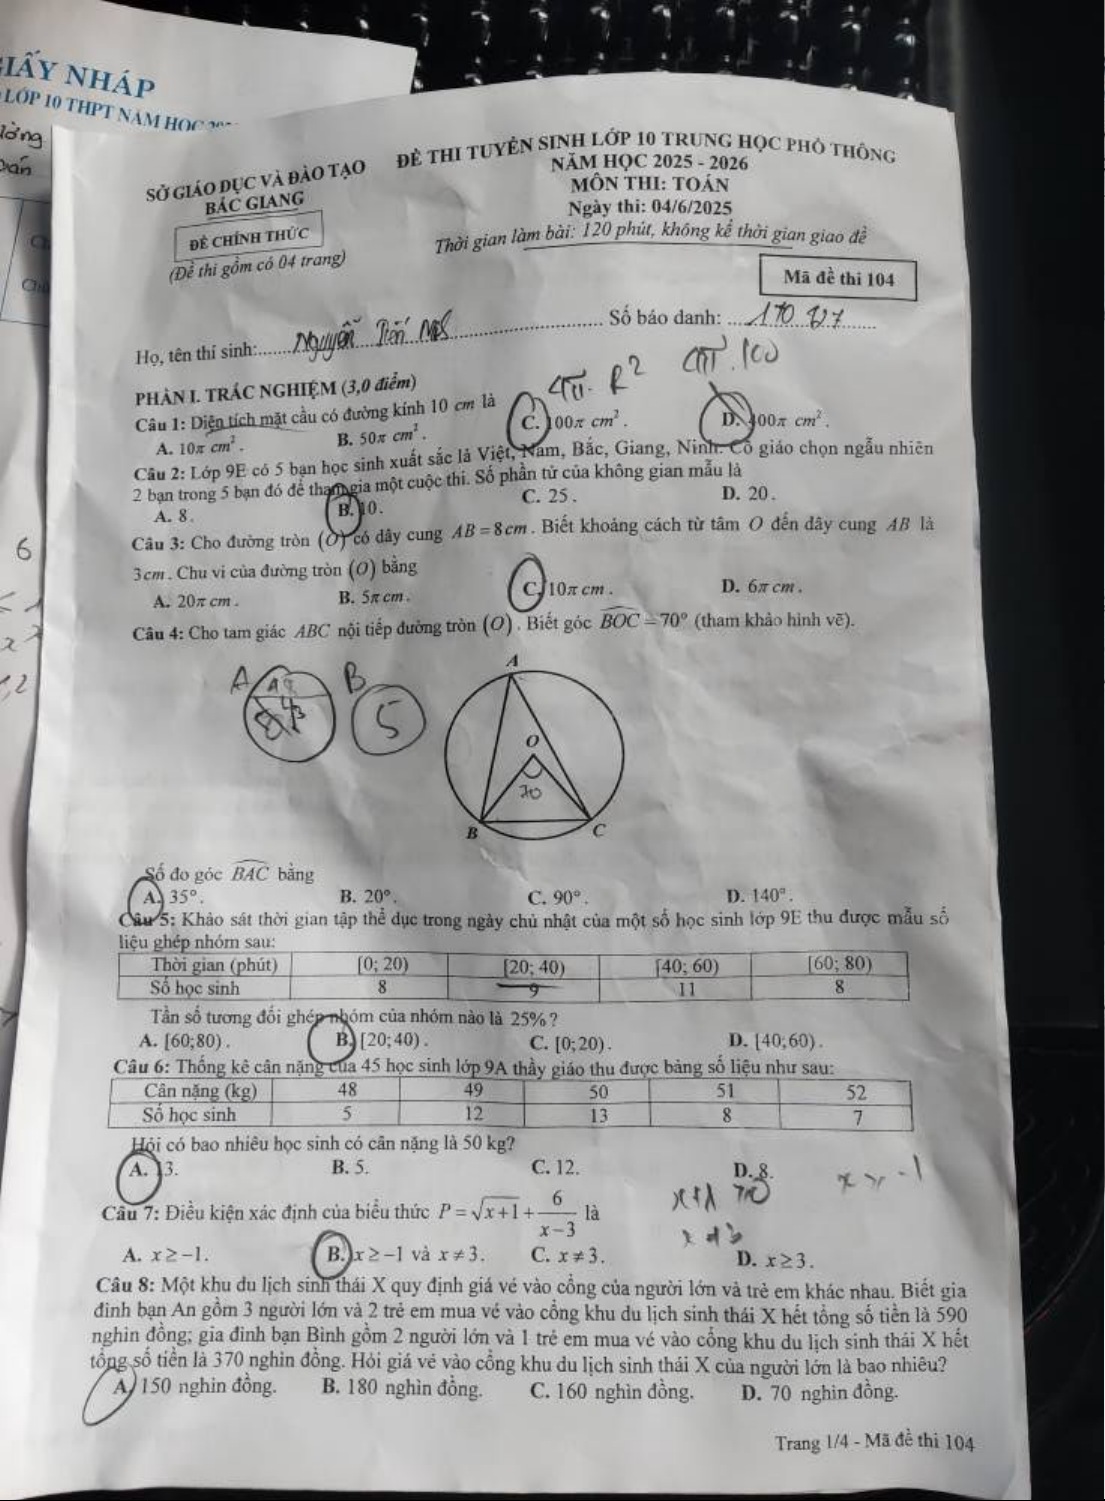 GIẤY NHÁP
LỚP 10 THPT NĂM HỌC
SỞ GIÁO DỤC VÀ ĐÀO TẠO
BẮC GIANG
ĐỀ CHÍNH THỨC
(Đề thi gồm có 04 trang)
ĐỀ THI TUYỂN SINH LỚP 10 TRUNG HỌC PHỔ THÔNG
NĂM HỌC 2025 - 2026
MÔN THI: TOÁN
Ngày thi: 04/6/2025
Thời gian làm bài: 120 phút, không kể thời gian giao đề
Mã đề thi 104
Họ, tên thí sinh: Nguyễn Tiến
Số báo danh:
4π. R² 4π.100
PHẦN I. TRẮC NGHIỆM (3,0 điểm)
Câu 1: Diện tích mặt cầu có đường kính 10 cm là
A. 10π cm². B. 50π cm². C. 100π cm². D. 400π cm².
Câu 2: Lớp 9E có 5 bạn học sinh xuất sắc là Việt, Nam, Bắc, Giang, Ninh. Cô giáo chọn ngẫu nhiên
2 bạn trong 5 bạn đó để tham gia một cuộc thi. Số phần tử của không gian mẫu là
A. 8. B. 10. C. 25. D. 20.
Câu 3: Cho đường tròn (O) có dây cung AB = 8cm. Biết khoảng cách từ tâm O đến dây cung AB là
3cm. Chu vi của đường tròn (O) bằng
A. 20π cm. B. 5π cm. C. 10π cm. D. 6π cm.
Câu 4: Cho tam giác ABC nội tiếp đường tròn (O). Biết góc BOC = 70° (tham khảo hình vẽ).
A B
5
A
O
70
B C
Số đo góc BAC bằng
A. 35°. B. 20°. C. 90°. D. 140°.
Câu 5: Khảo sát thời gian tập thể dục trong ngày chủ nhật của một số học sinh lớp 9E thu được mẫu số
liệu ghép nhóm sau:
Thời gian (phút) [0; 20) [20; 40) [40; 60) [60; 80)
Số học sinh 8 9 11 8
Tần số tương đối ghép nhóm của nhóm nào là 25%?
A. [60;80). B. [20;40). C. [0;20). D. [40;60).
Câu 6: Thống kê cân nặng của 45 học sinh lớp 9A thầy giáo thu được bảng số liệu như sau:
Cân nặng (kg) 48 49 50 51 52
Số học sinh 5 12 13 8 7
Hỏi có bao nhiêu học sinh có cân nặng là 50 kg?
A. 13. B. 5. C. 12. D. 8.
x ≥ -1
Câu 7: Điều kiện xác định của biểu thức P = √(x+1) + 6/(x-3) là
A. x ≥ -1. B. x ≥ -1 và x ≠ 3. C. x ≠ 3. D. x ≥ 3.
Câu 8: Một khu du lịch sinh thái X quy định giá vé vào cổng của người lớn và trẻ em khác nhau. Biết gia
đình bạn An gồm 3 người lớn và 2 trẻ em mua vé vào cổng khu du lịch sinh thái X hết tổng số tiền là 590
nghìn đồng; gia đình bạn Bình gồm 2 người lớn và 1 trẻ em mua vé vào cổng khu du lịch sinh thái X hết
tổng số tiền là 370 nghìn đồng. Hỏi giá vé vào cổng khu du lịch sinh thái X của người lớn là bao nhiêu?
A. 150 nghìn đồng. B. 180 nghìn đồng. C. 160 nghìn đồng. D. 70 nghìn đồng.
Trang 1/4 - Mã đề thi 104